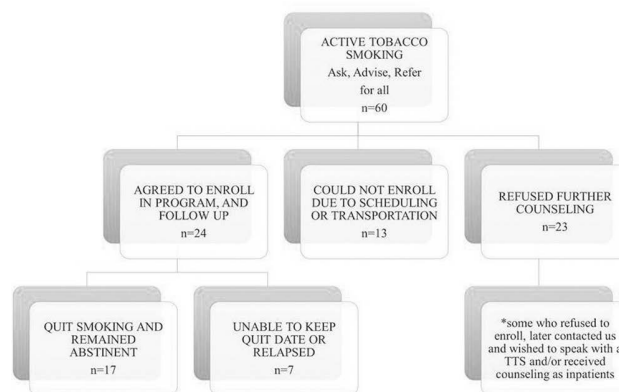 ACTIVE TOBACCO
SMOKING
Ask, Advise, Refer
for all
n=60
AGREED TO ENROLL
IN PROGRAM, AND
FOLLOW UP
n=24
COULD NOT ENROLL
DUE TO SCHEDULING
OR TRANSPORTATION
n=13
REFUSED FURTHER
COUNSELING
n=23
QUIT SMOKING AND
REMAINED
ABSTINENT
n=17
UNABLE TO KEEP
QUIT DATE OR
RELAPSED
n=7
*some who refused to
enroll, later contacted us
and wished to speak with a
TTS and/or received
counseling as inpatients